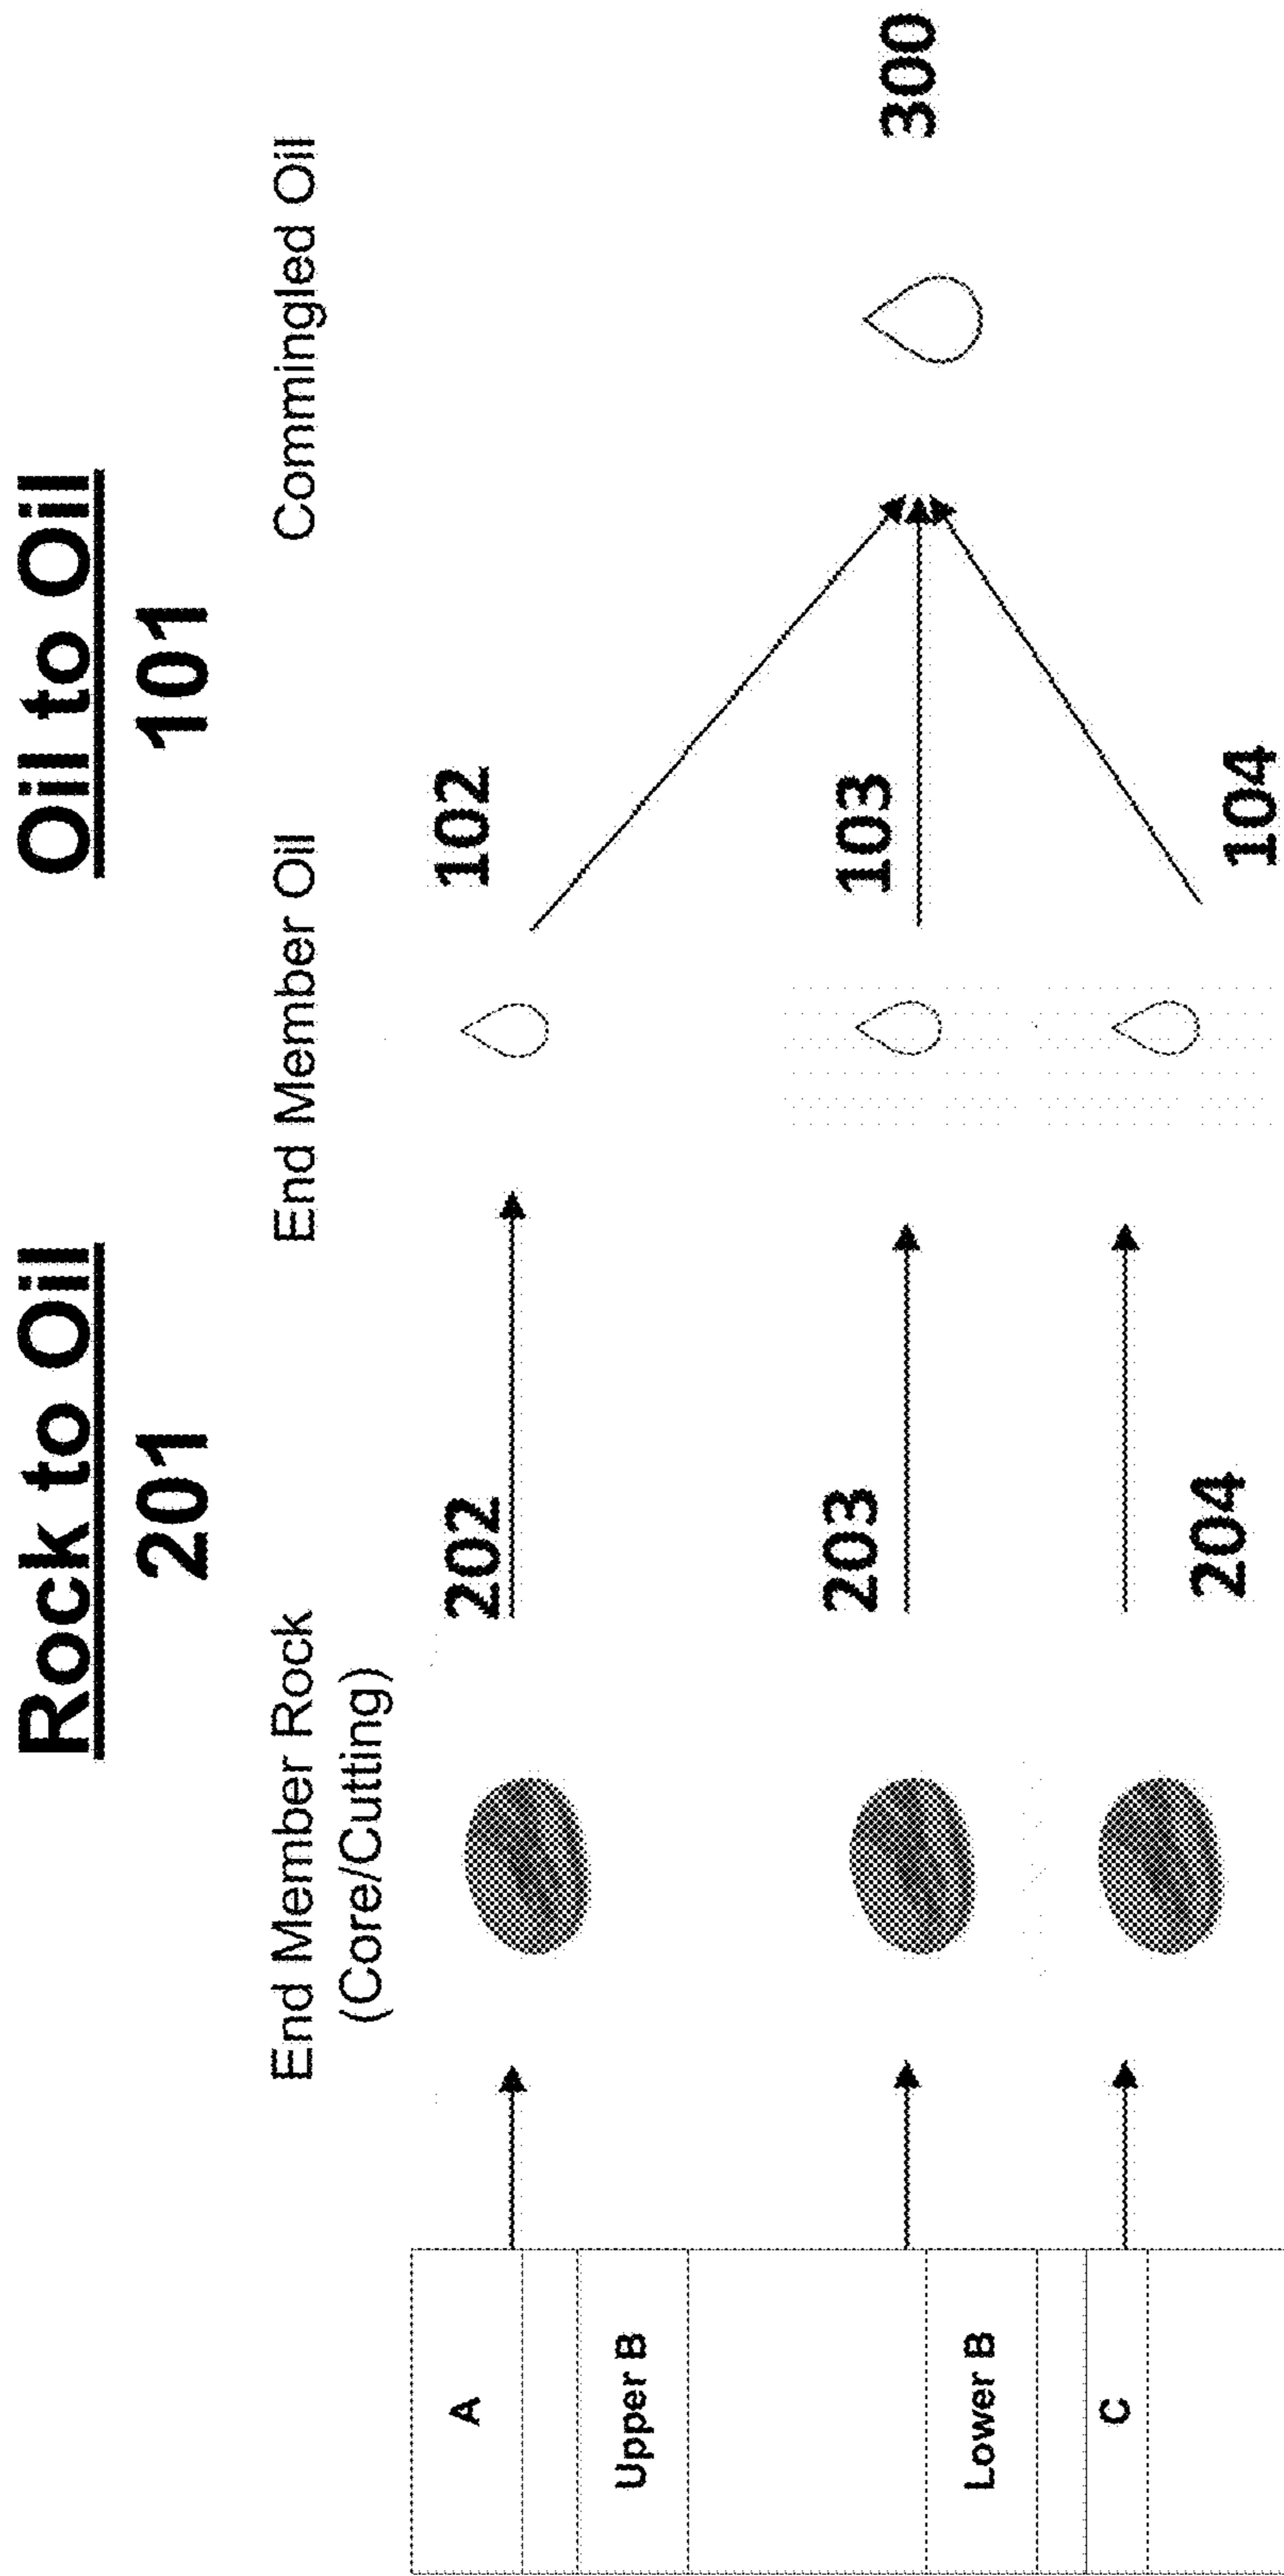 Rock to Oil
201
Oil to Oil
101
End Member Rock
(Core/Cutting)
End Member Oil
Commingled Oil
A
202
102
Upper B
203
103
300
Lower B
C
204
104